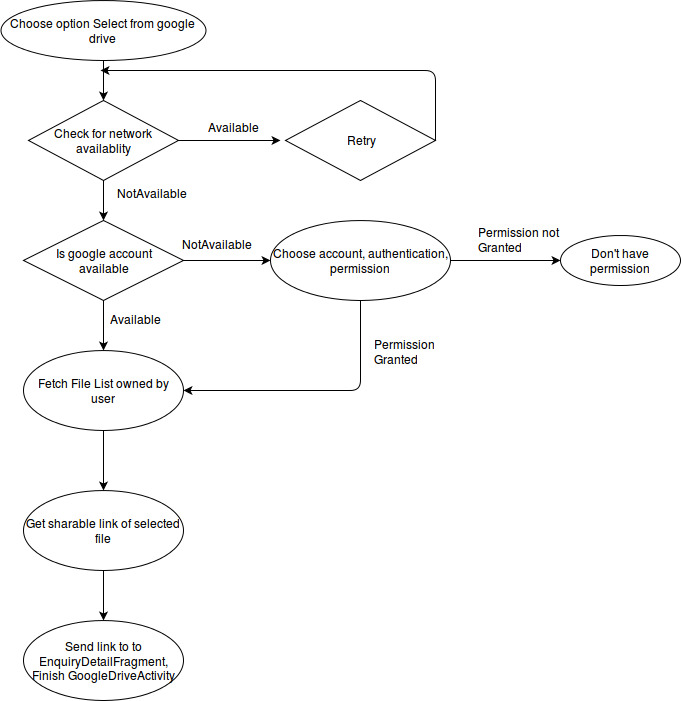 Choose option Select from google
drive
Check for network
availablity
Available
Retry
NotAvailable
Is google account
available
NotAvailable
Choose account, authentication,
permission
Permission not
Granted
Don't have
permission
Available
Permission
Granted
Fetch File List owned by
user
Get sharable link of selected
file
Send link to to
EnquiryDetailFragment,
Finish GoogleDriveActivity